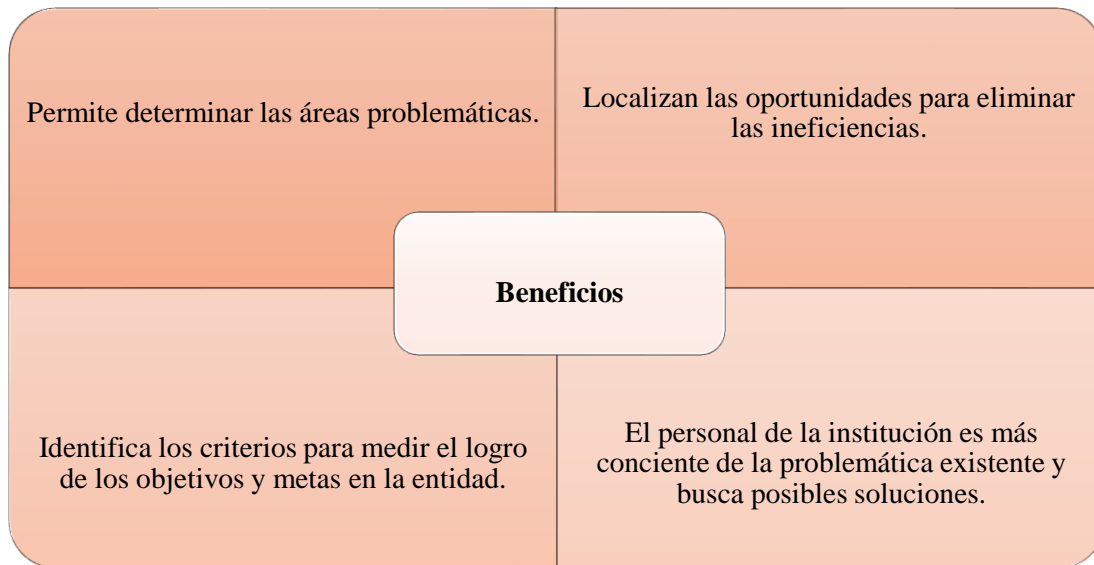 Permite determinar las áreas problemáticas.
Localizan las oportunidades para eliminar
las ineficiencias.
Beneficios
Identifica los criterios para medir el logro
de los objetivos y metas en la entidad.
El personal de la institución es más
conciente de la problemática existente y
busca posibles soluciones.